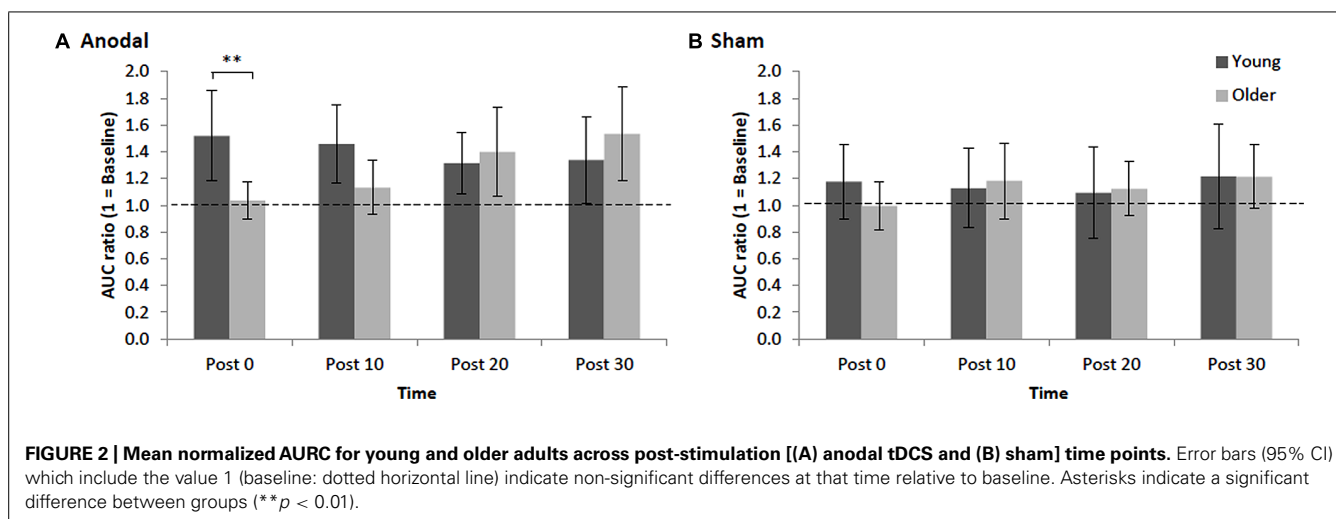 A Anodal
**
AUC ratio (1 = Baseline)
2.0
1.8
1.6
1.4
1.2
1.0
0.8
0.6
0.4
0.2
0.0
Post 0 Post 10 Post 20 Post 30
Time
B Sham
Young
Older
AUC ratio (1 = Baseline)
2.0
1.8
1.6
1.4
1.2
1.0
0.8
0.6
0.4
0.2
0.0
Post 0 Post 10 Post 20 Post 30
Time
FIGURE 2 | Mean normalized AURC for young and older adults across post-stimulation [(A) anodal tDCS and (B) sham] time points. Error bars (95% CI)
which include the value 1 (baseline: dotted horizontal line) indicate non-significant differences at that time relative to baseline. Asterisks indicate a significant
difference between groups (**p < 0.01).